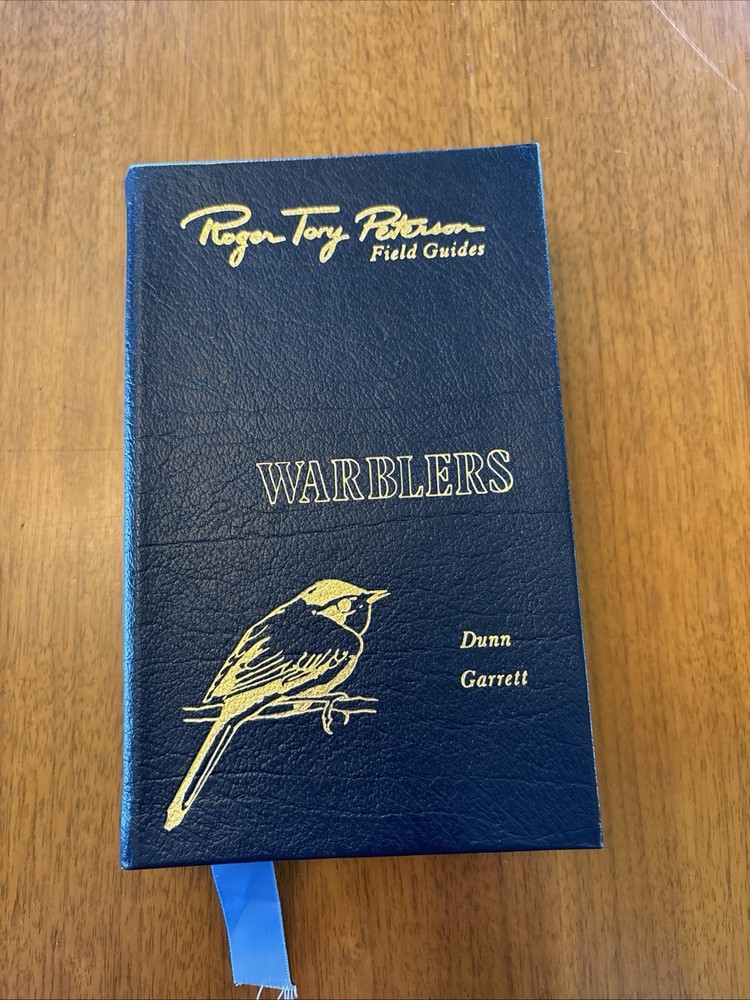 Roger Tory Peterson
Field Guides
WARBLERS
Dunn
Garrett